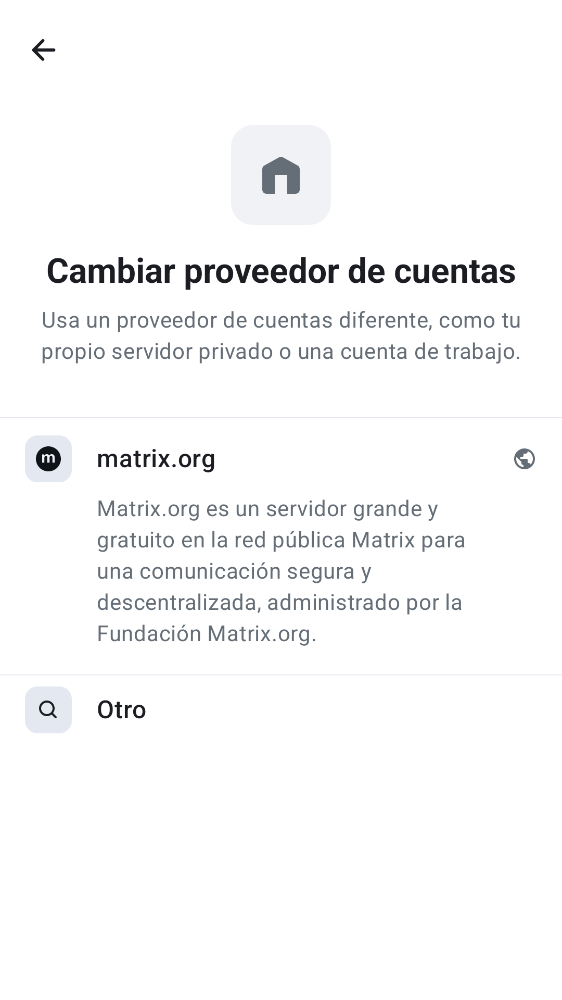 Cambiar proveedor de cuentas
Usa un proveedor de cuentas diferente, como tu
propio servidor privado o una cuenta de trabajo.
m
matrix.org
Matrix.org es un servidor grande y
gratuito en la red pública Matrix para
una comunicación segura y
descentralizada, administrado por la
Fundación Matrix.org.
Otro